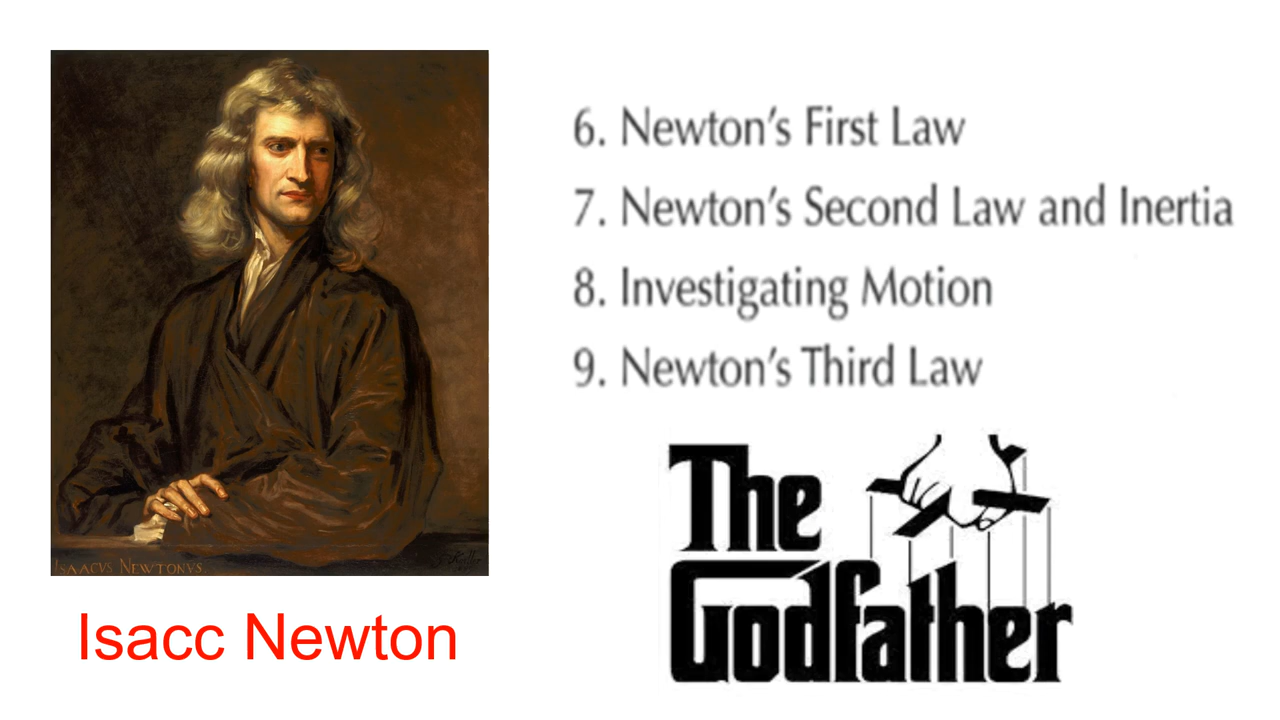 ISAACVS NEWTONVS.
Isacc Newton
6. Newton's First Law
7. Newton's Second Law and Inertia
8. Investigating Motion
9. Newton's Third Law
The
Godfather